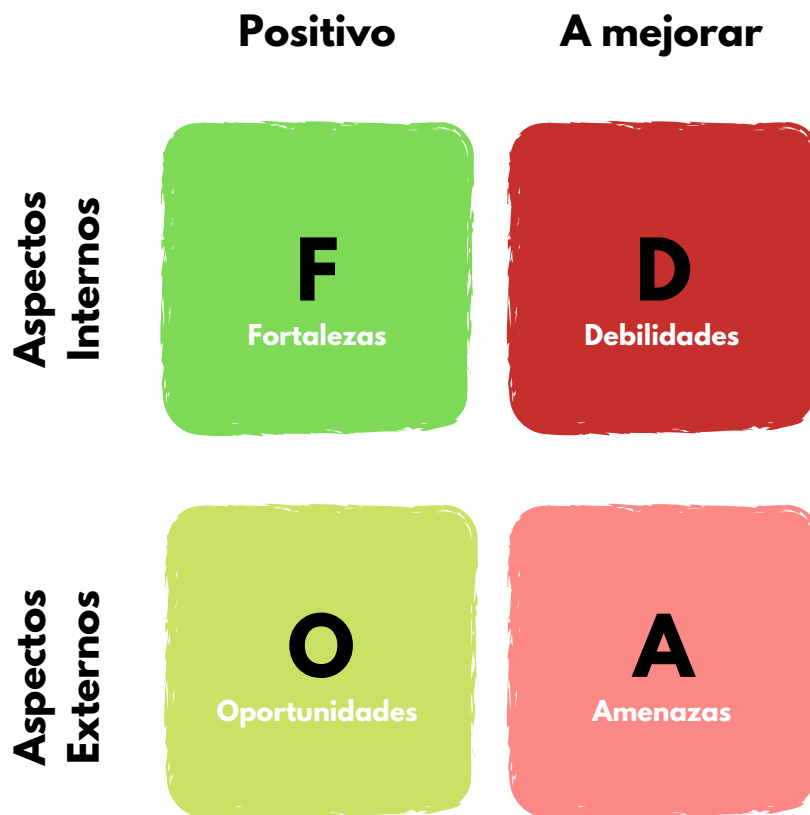 Positivo
A mejorar
Aspectos
Internos
F
Fortalezas
D
Debilidades
Aspectos
Externos
O
Oportunidades
A
Amenazas